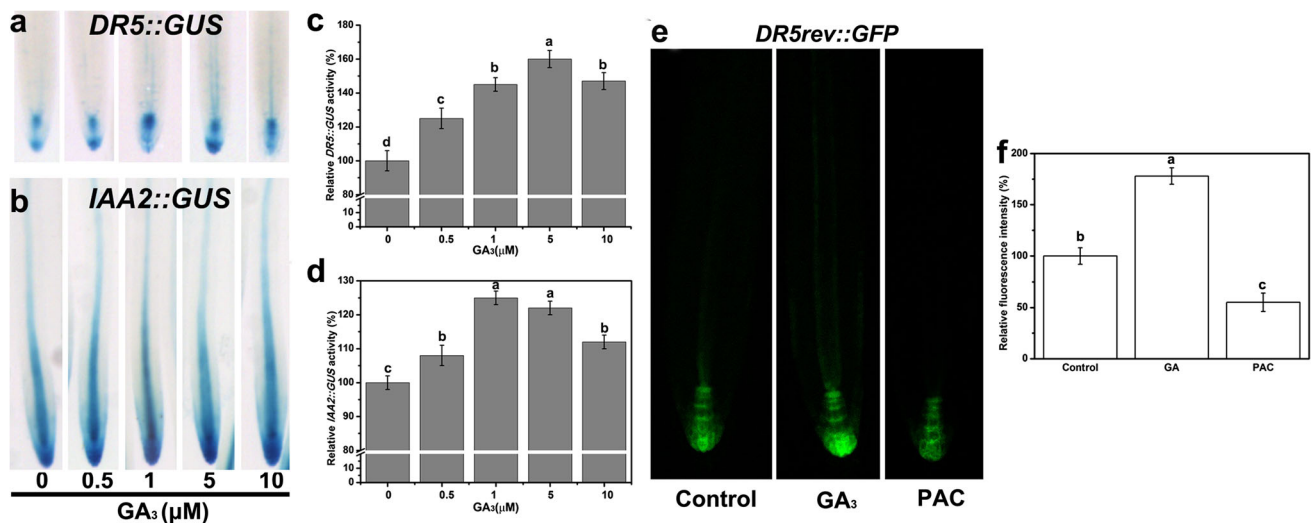 a
DR5::GUS
b
IAA2::GUS
0 0.5 1 5 10
GA₃ (µM)
c
Relative DR5::GUS activity (%)
180
160
140
120
100
80
10
0
d
c
b
a
b
0 0.5 1 5 10
GA₃(µM)
d
Relative IAA2::GUS activity (%)
130
120
110
100
90
80
10
0
c
b
a
a
b
0 0.5 1 5 10
GA₃(µM)
e
DR5rev::GFP
Control GA₃ PAC
f
Relative fluorescence intensity (%)
200
150
100
50
0
b
a
c
Control GA PAC